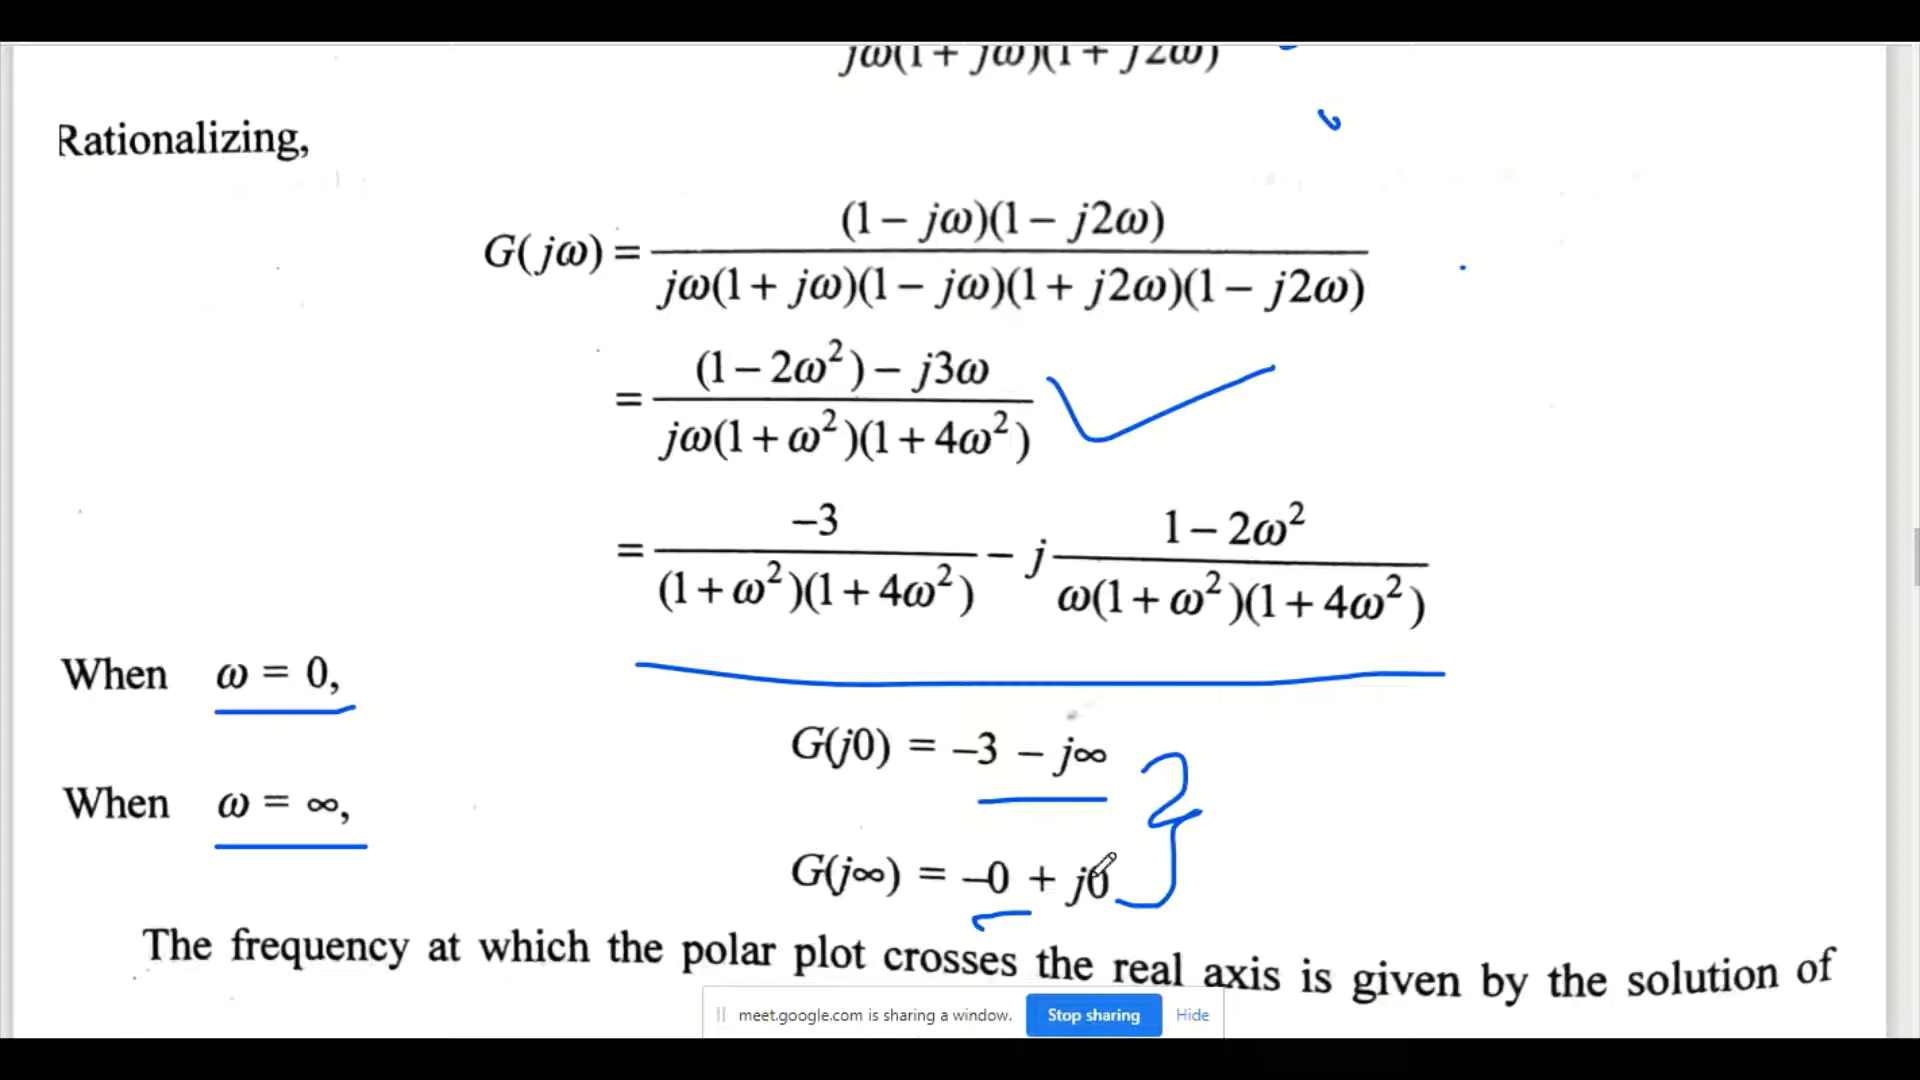 jω(1 + jω)(1 + j2ω)
Rationalizing,
G(jω) = (1 − jω)(1 − j2ω) / jω(1 + jω)(1 − jω)(1 + j2ω)(1 − j2ω)
= (1 − 2ω²) − j3ω / jω(1 + ω²)(1 + 4ω²)
= −3 / (1 + ω²)(1 + 4ω²) − j 1 − 2ω² / ω(1 + ω²)(1 + 4ω²)
When ω = 0,
G(j0) = −3 − j∞
When ω = ∞,
G(j∞) = −0 + j0
The frequency at which the polar plot crosses the real axis is given by the solution of
meet.google.com is sharing a window. Stop sharing Hide